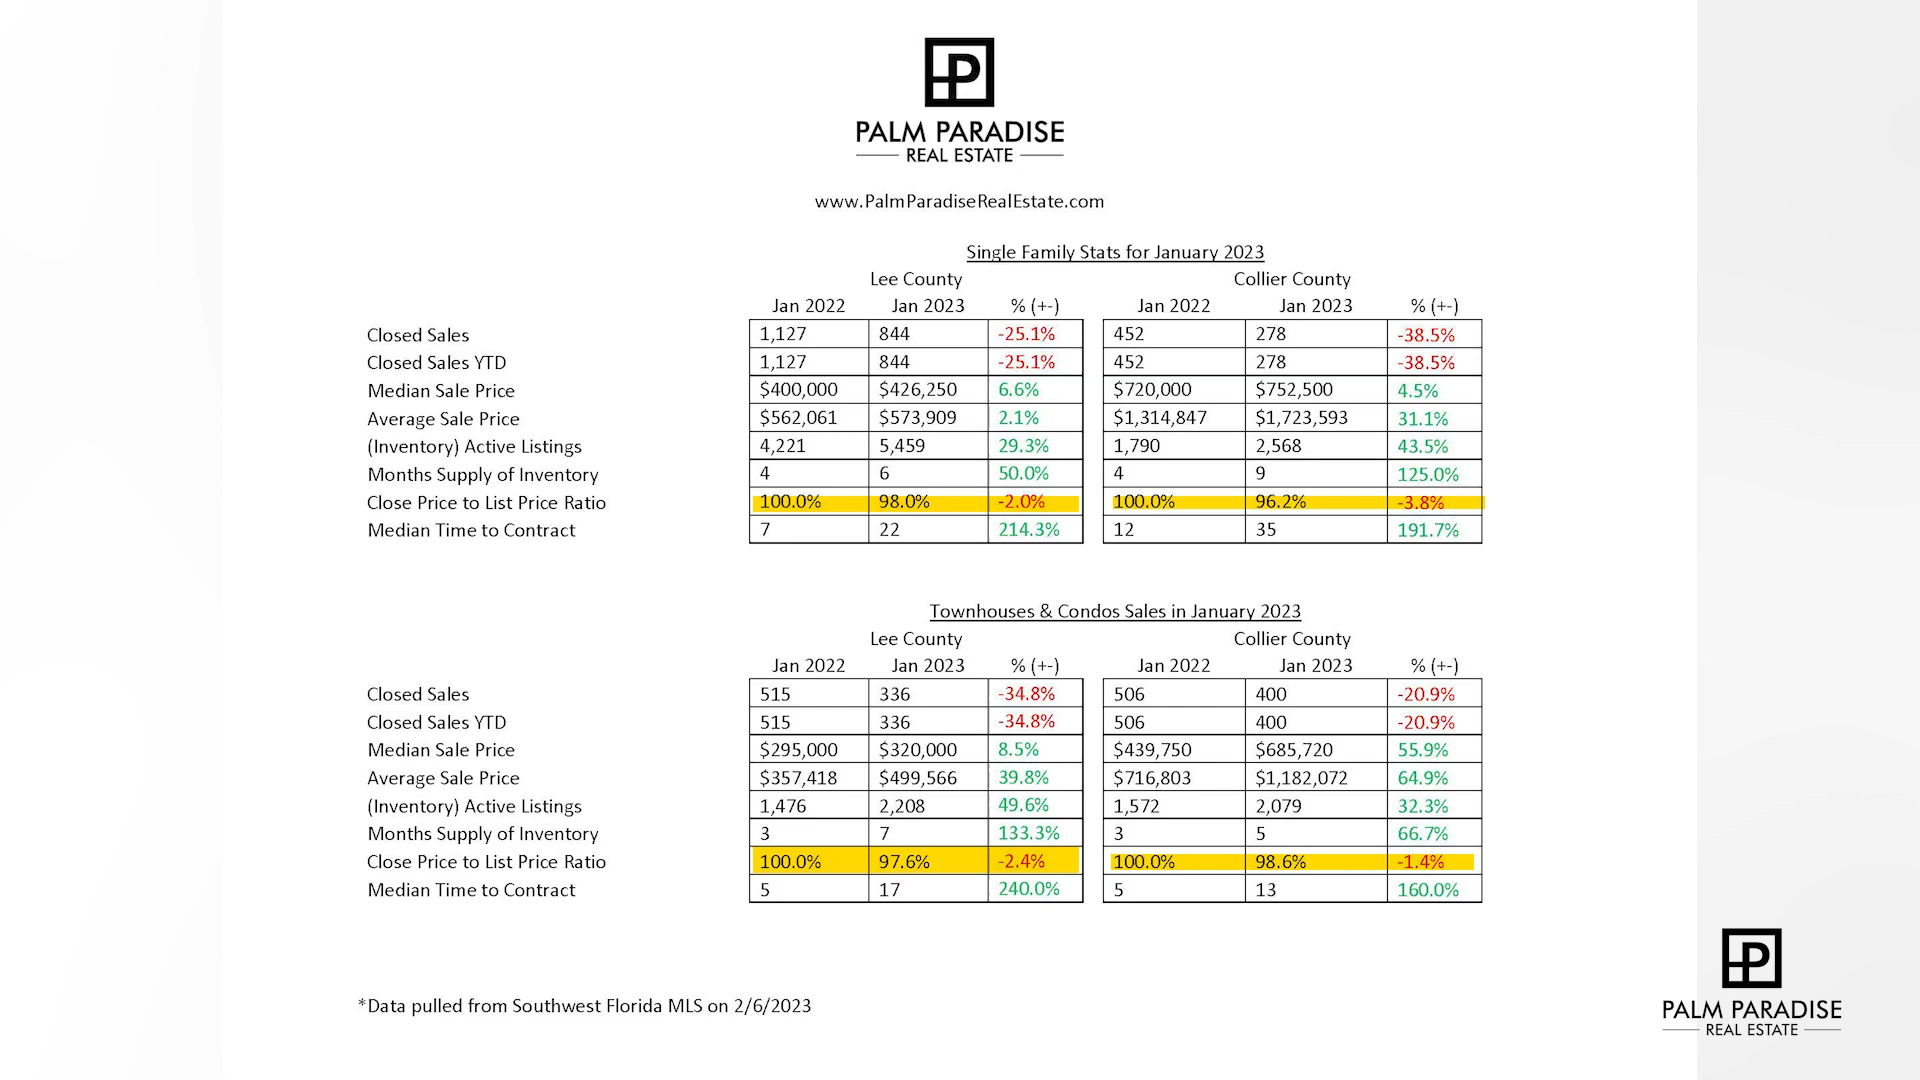 PALM PARADISE
REAL ESTATE
www.PalmParadiseRealEstate.com
Single Family Stats for January 2023
Lee County Collier County
Jan 2022 Jan 2023 % (+-) Jan 2022 Jan 2023 % (+-)
Closed Sales 1,127 844 -25.1% 452 278 -38.5%
Closed Sales YTD 1,127 844 -25.1% 452 278 -38.5%
Median Sale Price $400,000 $426,250 6.6% $720,000 $752,500 4.5%
Average Sale Price $562,061 $573,909 2.1% $1,314,847 $1,723,593 31.1%
(Inventory) Active Listings 4,221 5,459 29.3% 1,790 2,568 43.5%
Months Supply of Inventory 4 6 50.0% 4 9 125.0%
Close Price to List Price Ratio 100.0% 98.0% -2.0% 100.0% 96.2% -3.8%
Median Time to Contract 7 22 214.3% 12 35 191.7%
Townhouses & Condos Sales in January 2023
Lee County Collier County
Jan 2022 Jan 2023 % (+-) Jan 2022 Jan 2023 % (+-)
Closed Sales 515 336 -34.8% 506 400 -20.9%
Closed Sales YTD 515 336 -34.8% 506 400 -20.9%
Median Sale Price $295,000 $320,000 8.5% $439,750 $685,720 55.9%
Average Sale Price $357,418 $499,566 39.8% $716,803 $1,182,072 64.9%
(Inventory) Active Listings 1,476 2,208 49.6% 1,572 2,079 32.3%
Months Supply of Inventory 3 7 133.3% 3 5 66.7%
Close Price to List Price Ratio 100.0% 97.6% -2.4% 100.0% 98.6% -1.4%
Median Time to Contract 5 17 240.0% 5 13 160.0%
*Data pulled from Southwest Florida MLS on 2/6/2023
PALM PARADISE
REAL ESTATE